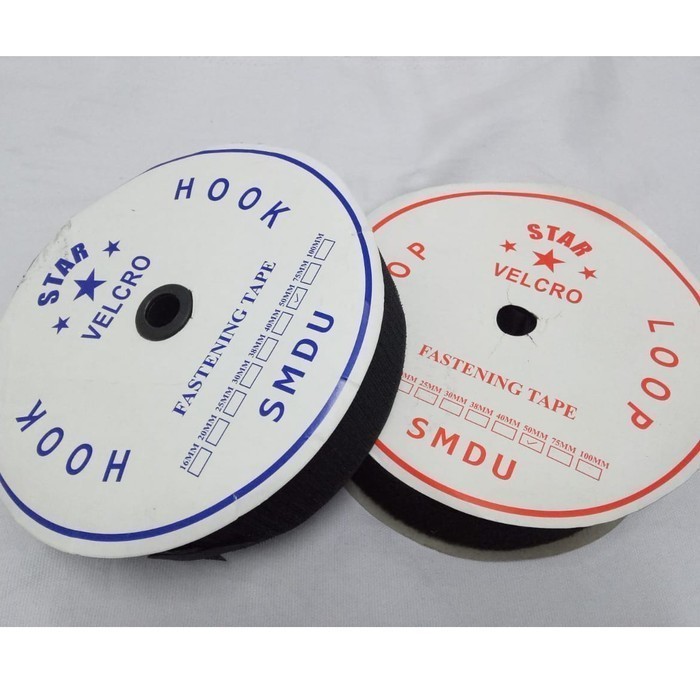 HOOK
STAR
VELCRO
FASTENING TAPE
16MM 20MM 25MM 30MM 38MM 40MM 50MM 75MM 100MM
SMDU
HOOK
STAR
VELCRO
LOOP
FASTENING TAPE
25MM 30MM 38MM 40MM 50MM 75MM 100MM
SMDU